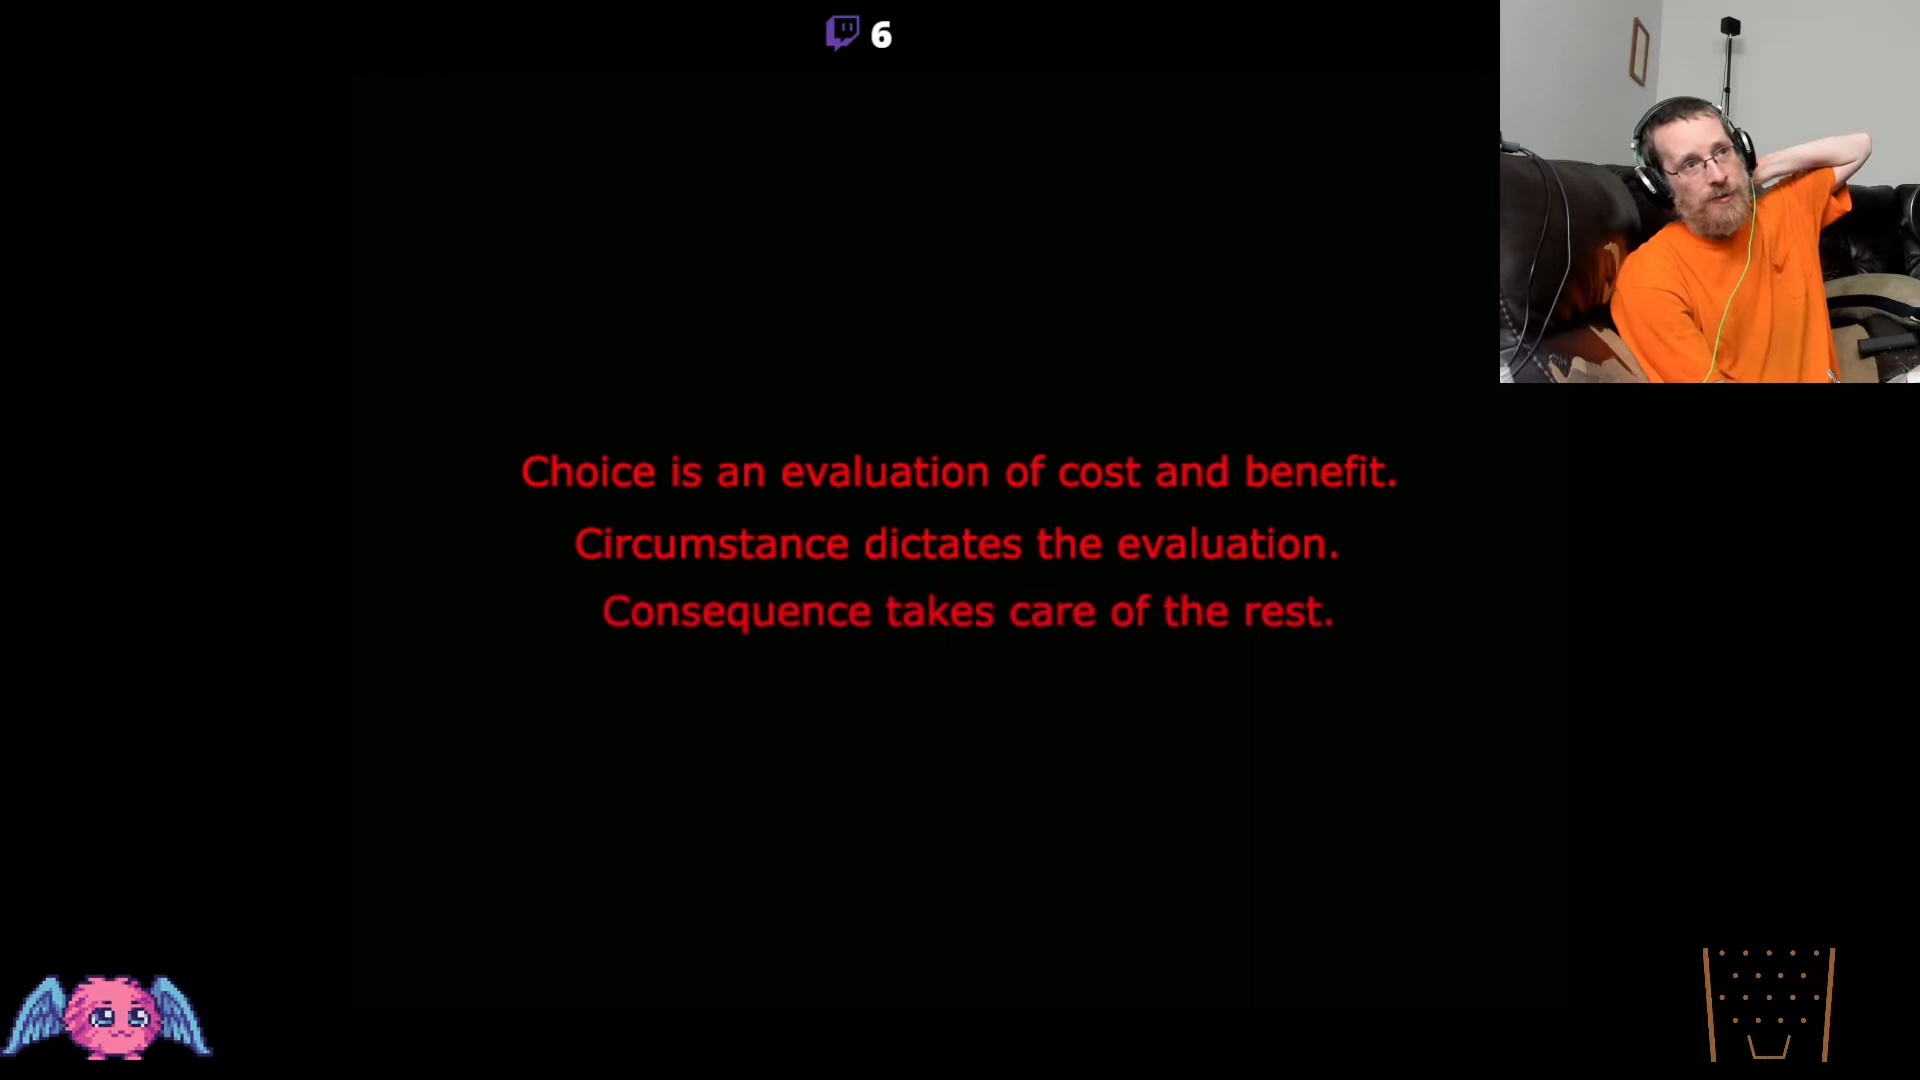 6
Choice is an evaluation of cost and benefit.
Circumstance dictates the evaluation.
Consequence takes care of the rest.